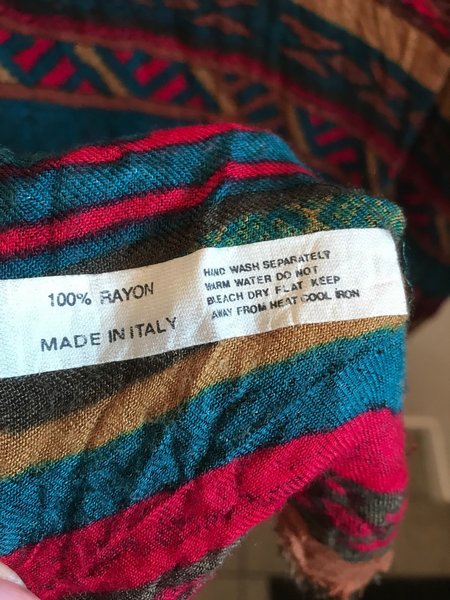 100% RAYON
MADE IN ITALY
HAND WASH SEPARATELY
WARM WATER DO NOT
BLEACH DRY FLAT KEEP
AWAY FROM HEAT COOL IRON